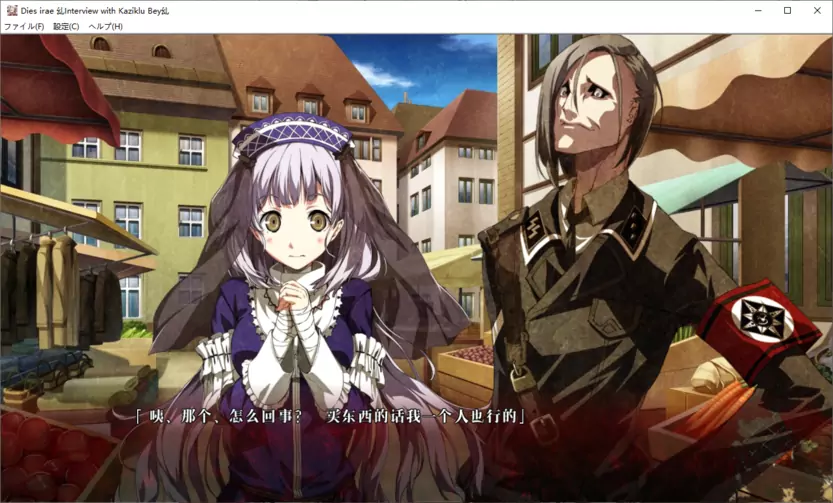 Dies irae 幺Interview with Kaziklu Bey幺
ファイル(F) 設定(C) ヘルプ(H)
「咦、那个、怎么回事？ 买东西的话我一个人也行的」